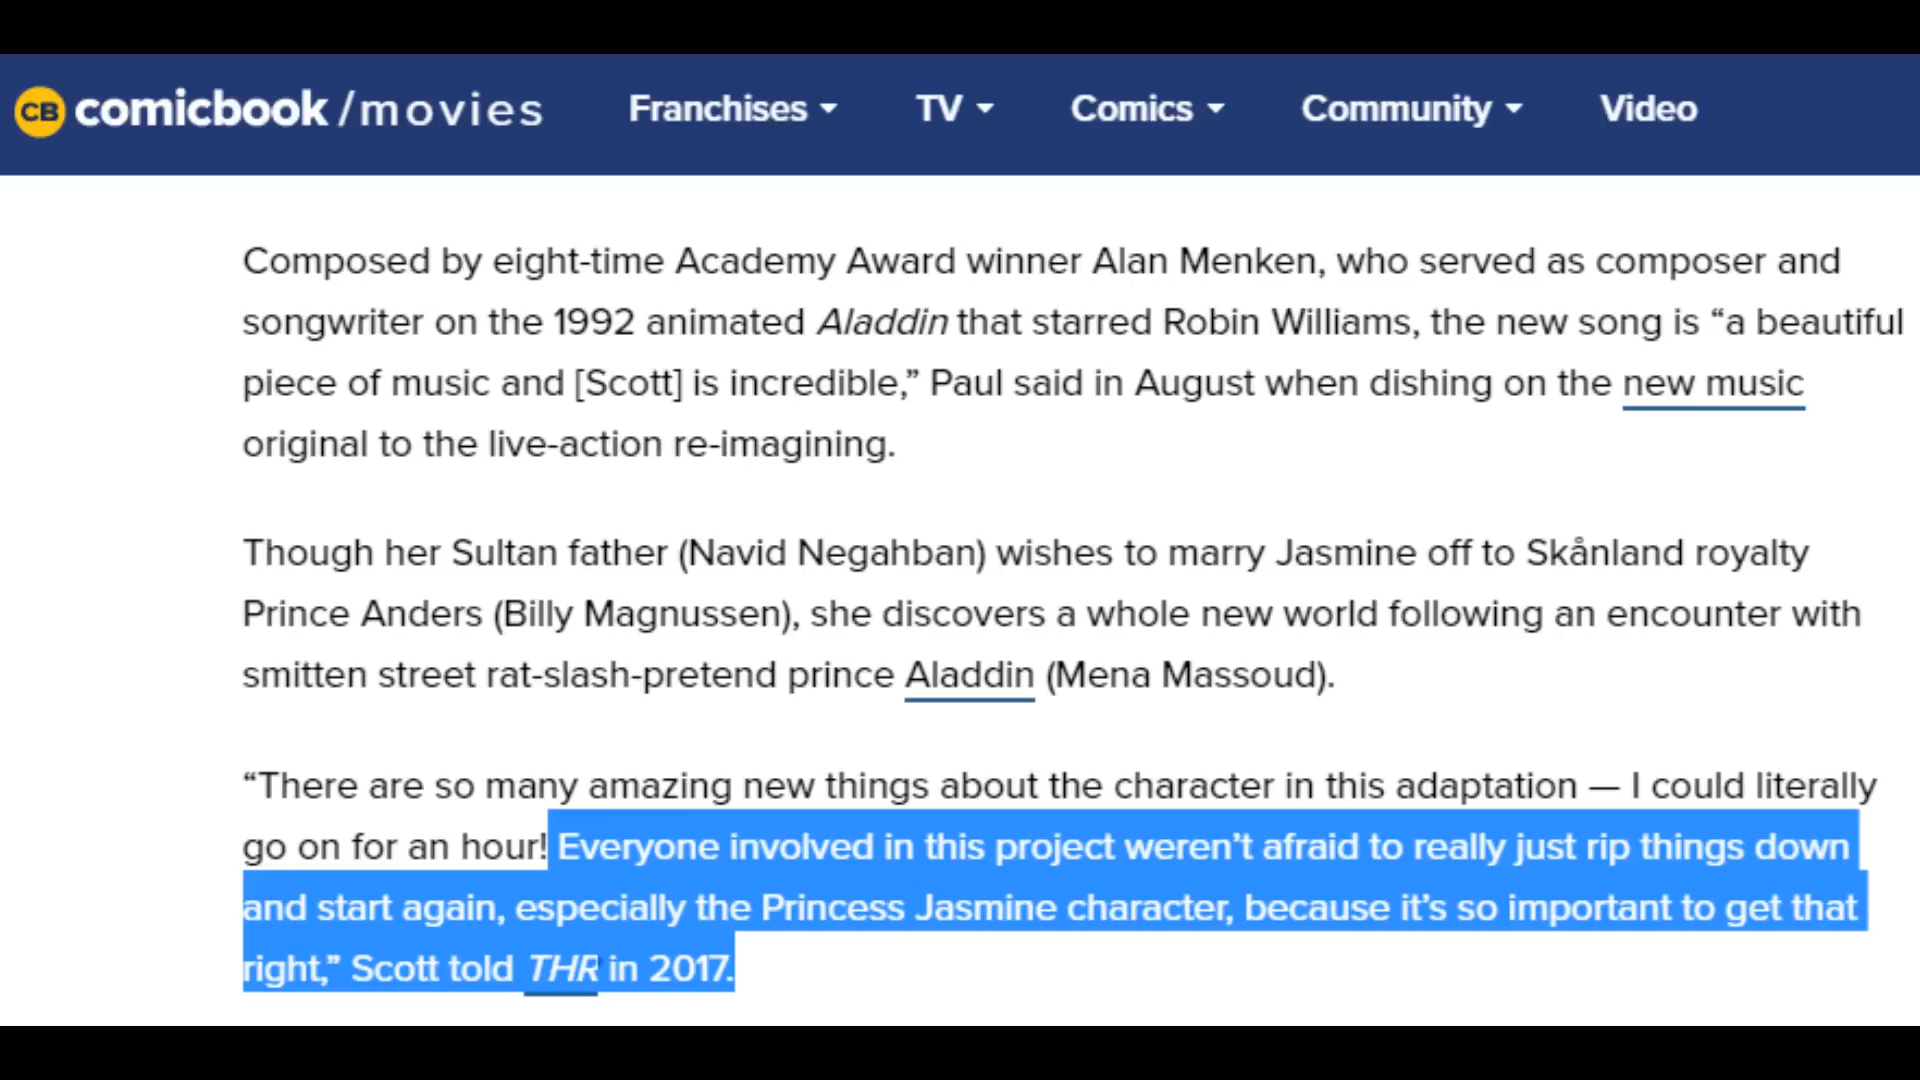 CB comicbook/movies Franchises TV Comics Community Video
Composed by eight-time Academy Award winner Alan Menken, who served as composer and
songwriter on the 1992 animated Aladdin that starred Robin Williams, the new song is “a beautiful
piece of music and [Scott] is incredible,” Paul said in August when dishing on the new music
original to the live-action re-imagining.
Though her Sultan father (Navid Negahban) wishes to marry Jasmine off to Skånland royalty
Prince Anders (Billy Magnussen), she discovers a whole new world following an encounter with
smitten street rat-slash-pretend prince Aladdin (Mena Massoud).
“There are so many amazing new things about the character in this adaptation — I could literally
go on for an hour! Everyone involved in this project weren’t afraid to really just rip things down
and start again, especially the Princess Jasmine character, because it’s so important to get that
right,” Scott told THR in 2017.